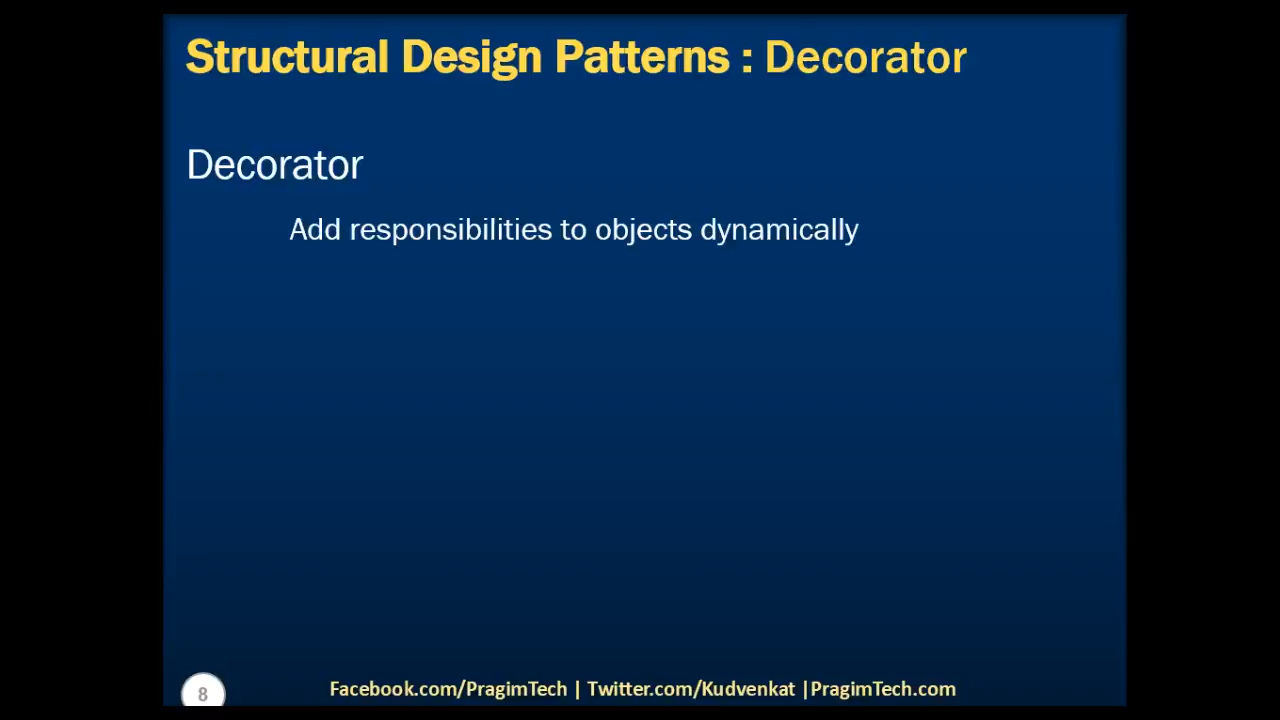 Structural Design Patterns : Decorator
Decorator
Add responsibilities to objects dynamically
8
Facebook.com/PragimTech | Twitter.com/Kudvenkat |PragimTech.com